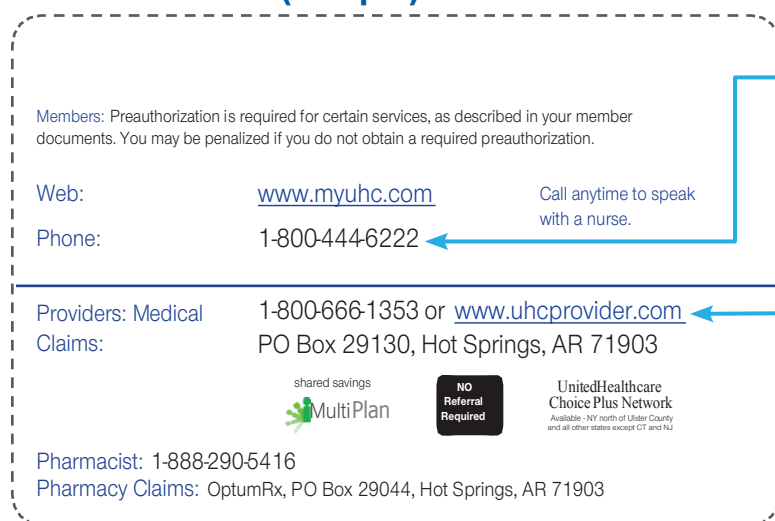 Members: Preauthorization is required for certain services, as described in your member
documents. You may be penalized if you do not obtain a required preauthorization.
Web: www.myuhc.com
Call anytime to speak
with a nurse.
Phone: 1-800-444-6222
Providers: Medical 1-800-666-1353 or www.uhcprovider.com
Claims: PO Box 29130, Hot Springs, AR 71903
shared savings
MultiPlan
NO
Referral
Required
UnitedHealthcare
Choice Plus Network
Available - NY north of Ulster County
and all other states except CT and NJ
Pharmacist: 1-888-290-5416
Pharmacy Claims: OptumRx, PO Box 29044, Hot Springs, AR 71903